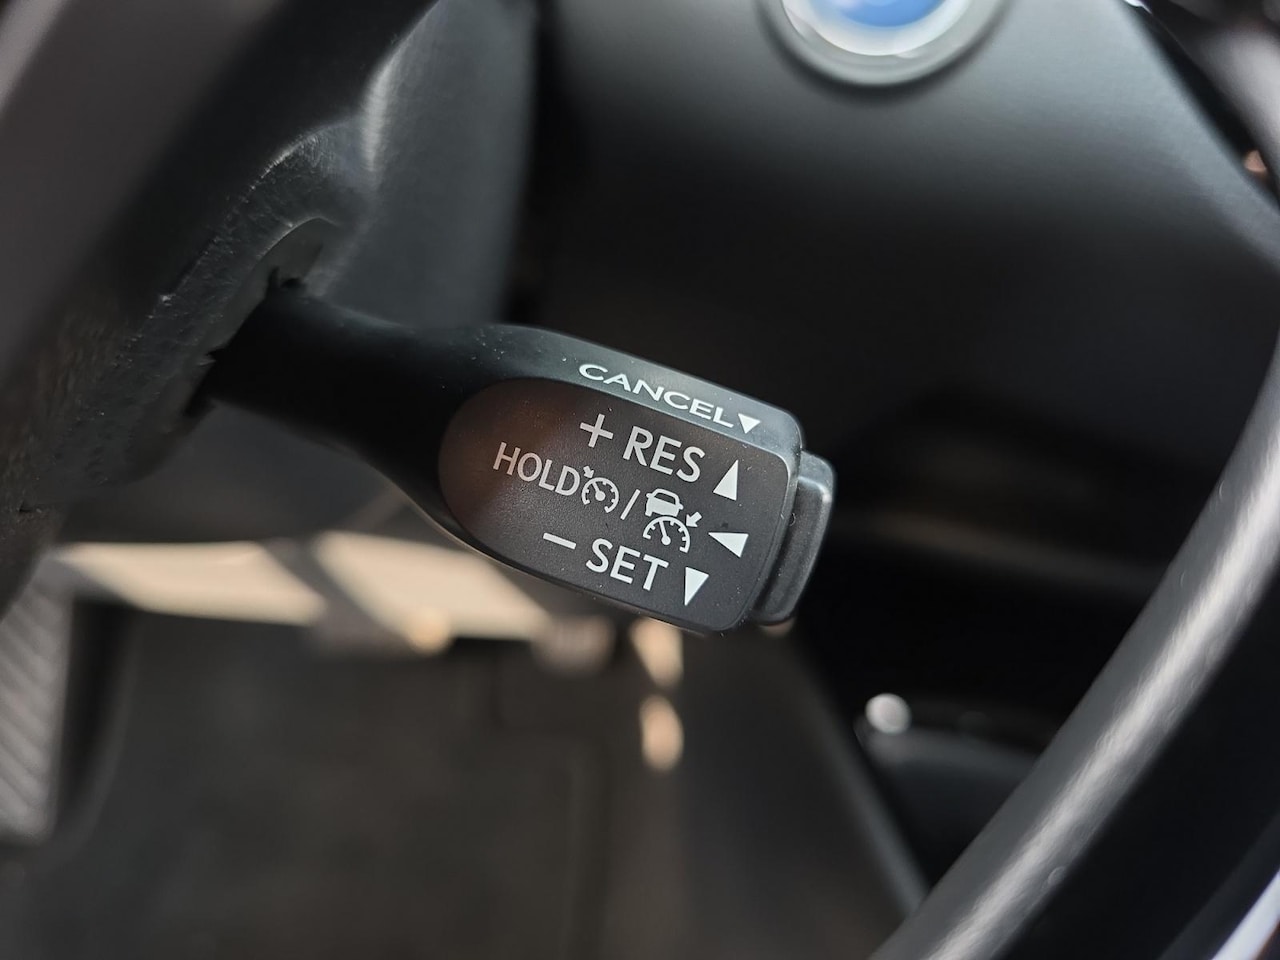 CANCEL▼
+ RES ▲
HOLD / ◀
− SET ▼